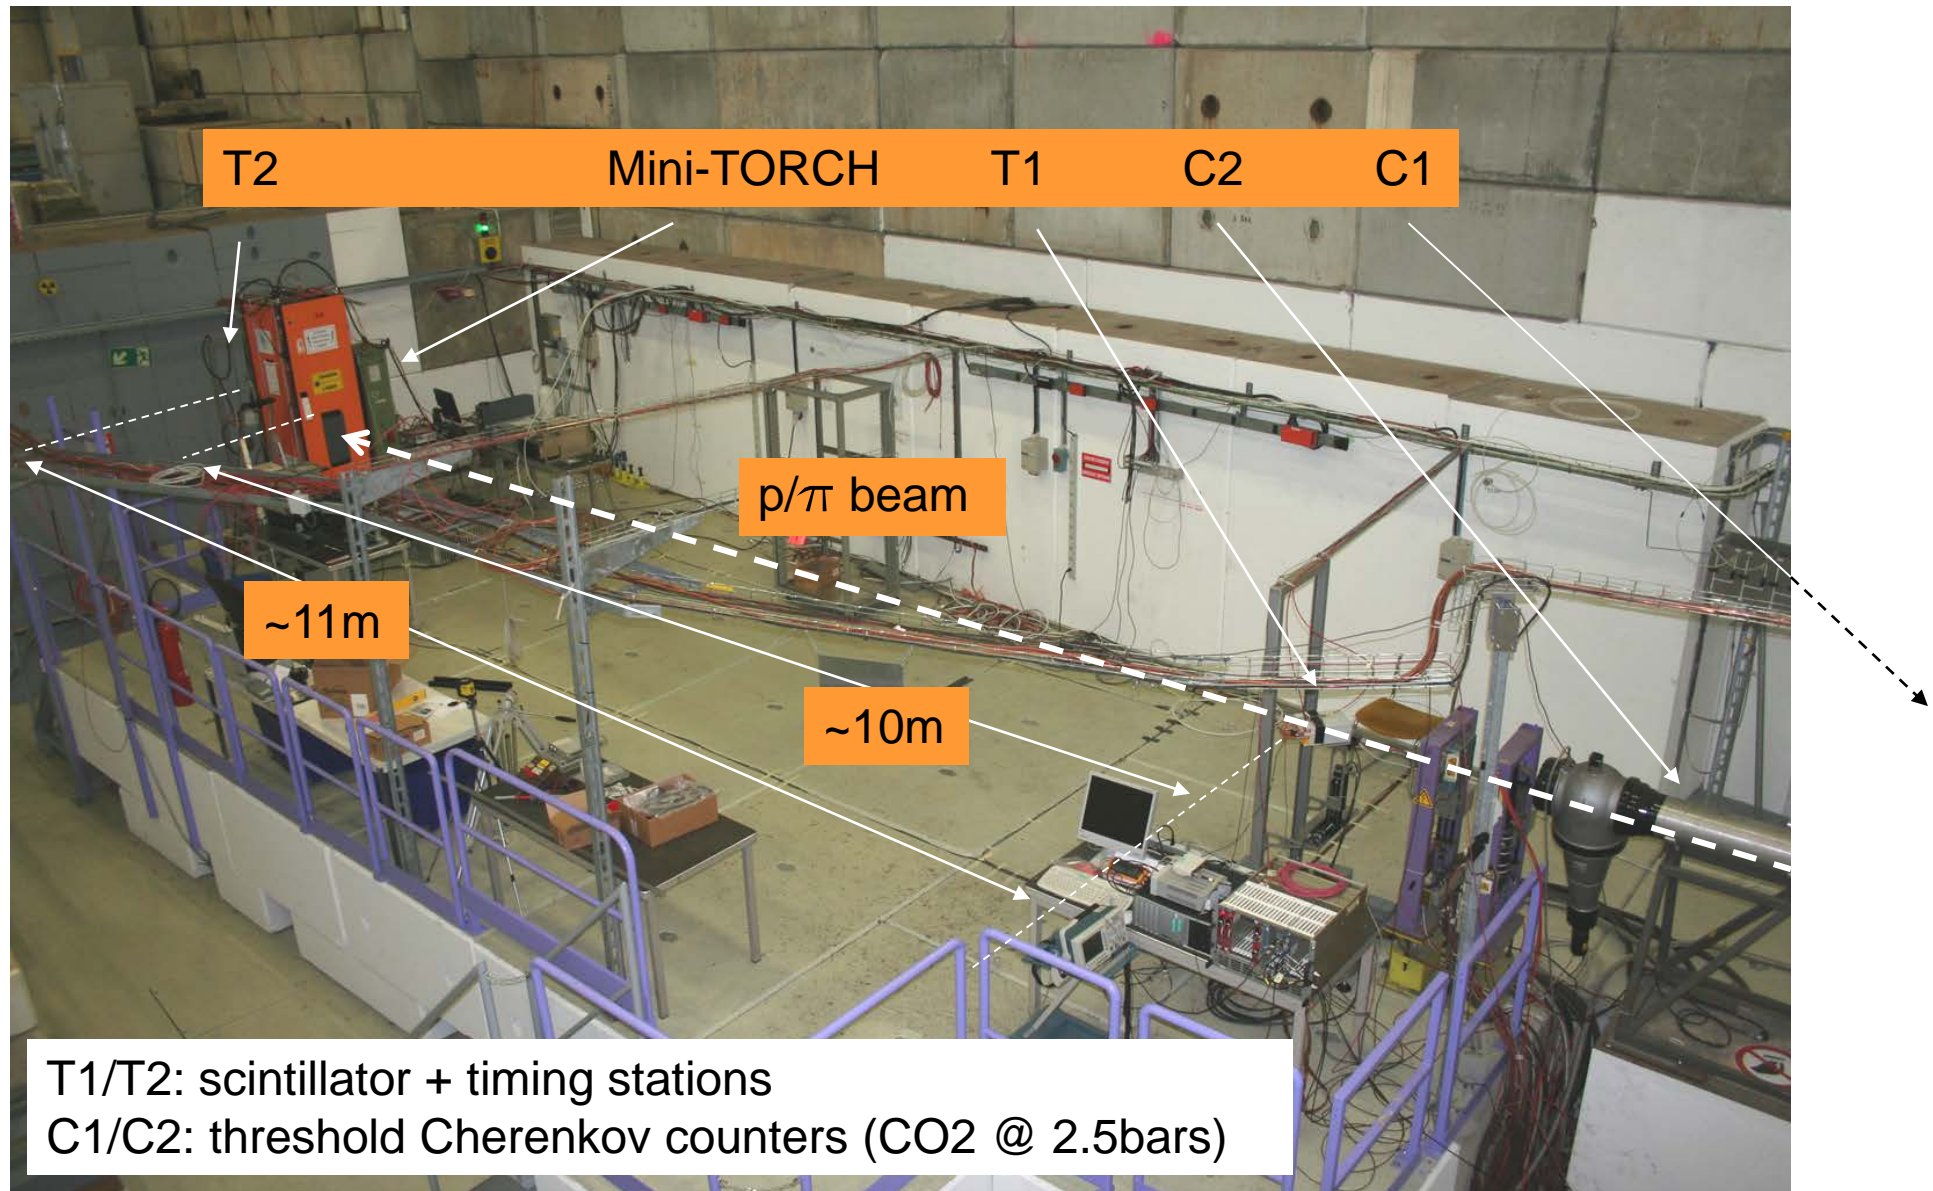 T2 Mini-TORCH T1 C2 C1
p/π beam
~11m
~10m
T1/T2: scintillator + timing stations
C1/C2: threshold Cherenkov counters (CO2 @ 2.5bars)